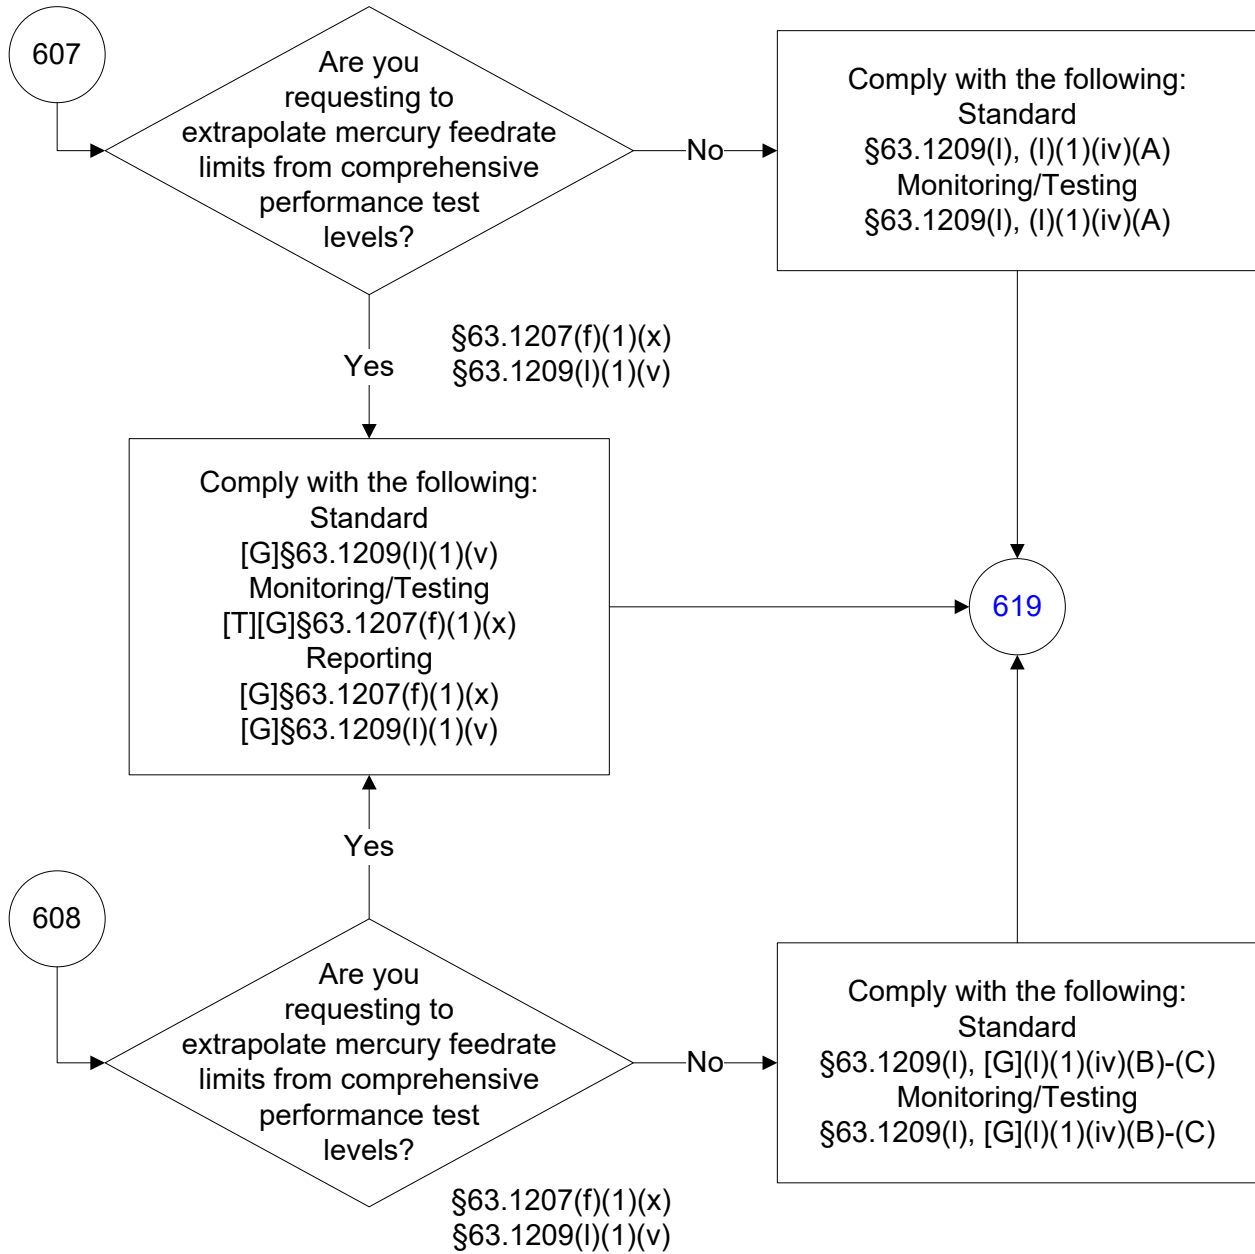 607
Are you
requesting to
extrapolate mercury feedrate
limits from comprehensive
performance test
levels?
No
Comply with the following:
Standard
§63.1209(l), (l)(1)(iv)(A)
Monitoring/Testing
§63.1209(l), (l)(1)(iv)(A)
Yes
§63.1207(f)(1)(x)
§63.1209(l)(1)(v)
Comply with the following:
Standard
[G]§63.1209(l)(1)(v)
Monitoring/Testing
[T][G]§63.1207(f)(1)(x)
Reporting
[G]§63.1207(f)(1)(x)
[G]§63.1209(l)(1)(v)
619
Yes
608
Are you
requesting to
extrapolate mercury feedrate
limits from comprehensive
performance test
levels?
No
Comply with the following:
Standard
§63.1209(l), [G](l)(1)(iv)(B)-(C)
Monitoring/Testing
§63.1209(l), [G](l)(1)(iv)(B)-(C)
§63.1207(f)(1)(x)
§63.1209(l)(1)(v)